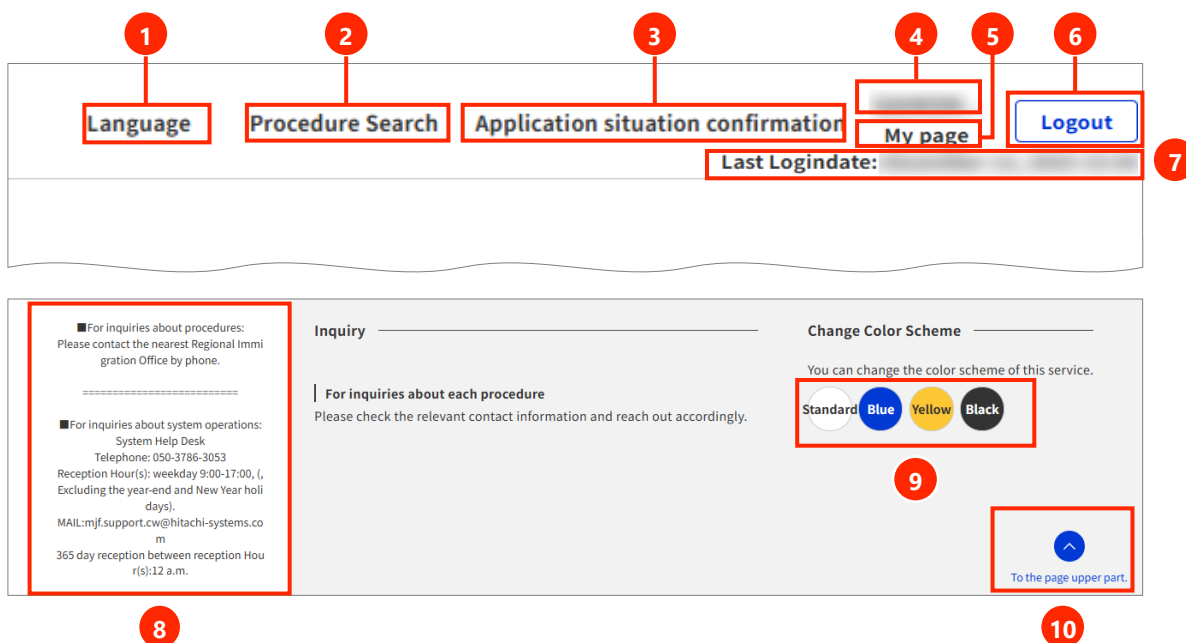 1
2
3
4
5
6
Language
Procedure Search
Application situation confirmation
My page
Logout
Last Logindate:
7
■For inquiries about procedures:
Please contact the nearest Regional Immi
gration Office by phone.
==========================
■For inquiries about system operations:
System Help Desk
Telephone: 050-3786-3053
Reception Hour(s): weekday 9:00-17:00, (,
Excluding the year-end and New Year holi
days).
MAIL:mjf.support.cw@hitachi-systems.co
m
365 day reception between reception Hou
r(s):12 a.m.
8
Inquiry
For inquiries about each procedure
Please check the relevant contact information and reach out accordingly.
Change Color Scheme
You can change the color scheme of this service.
Standard
Blue
Yellow
Black
9
To the page upper part.
10